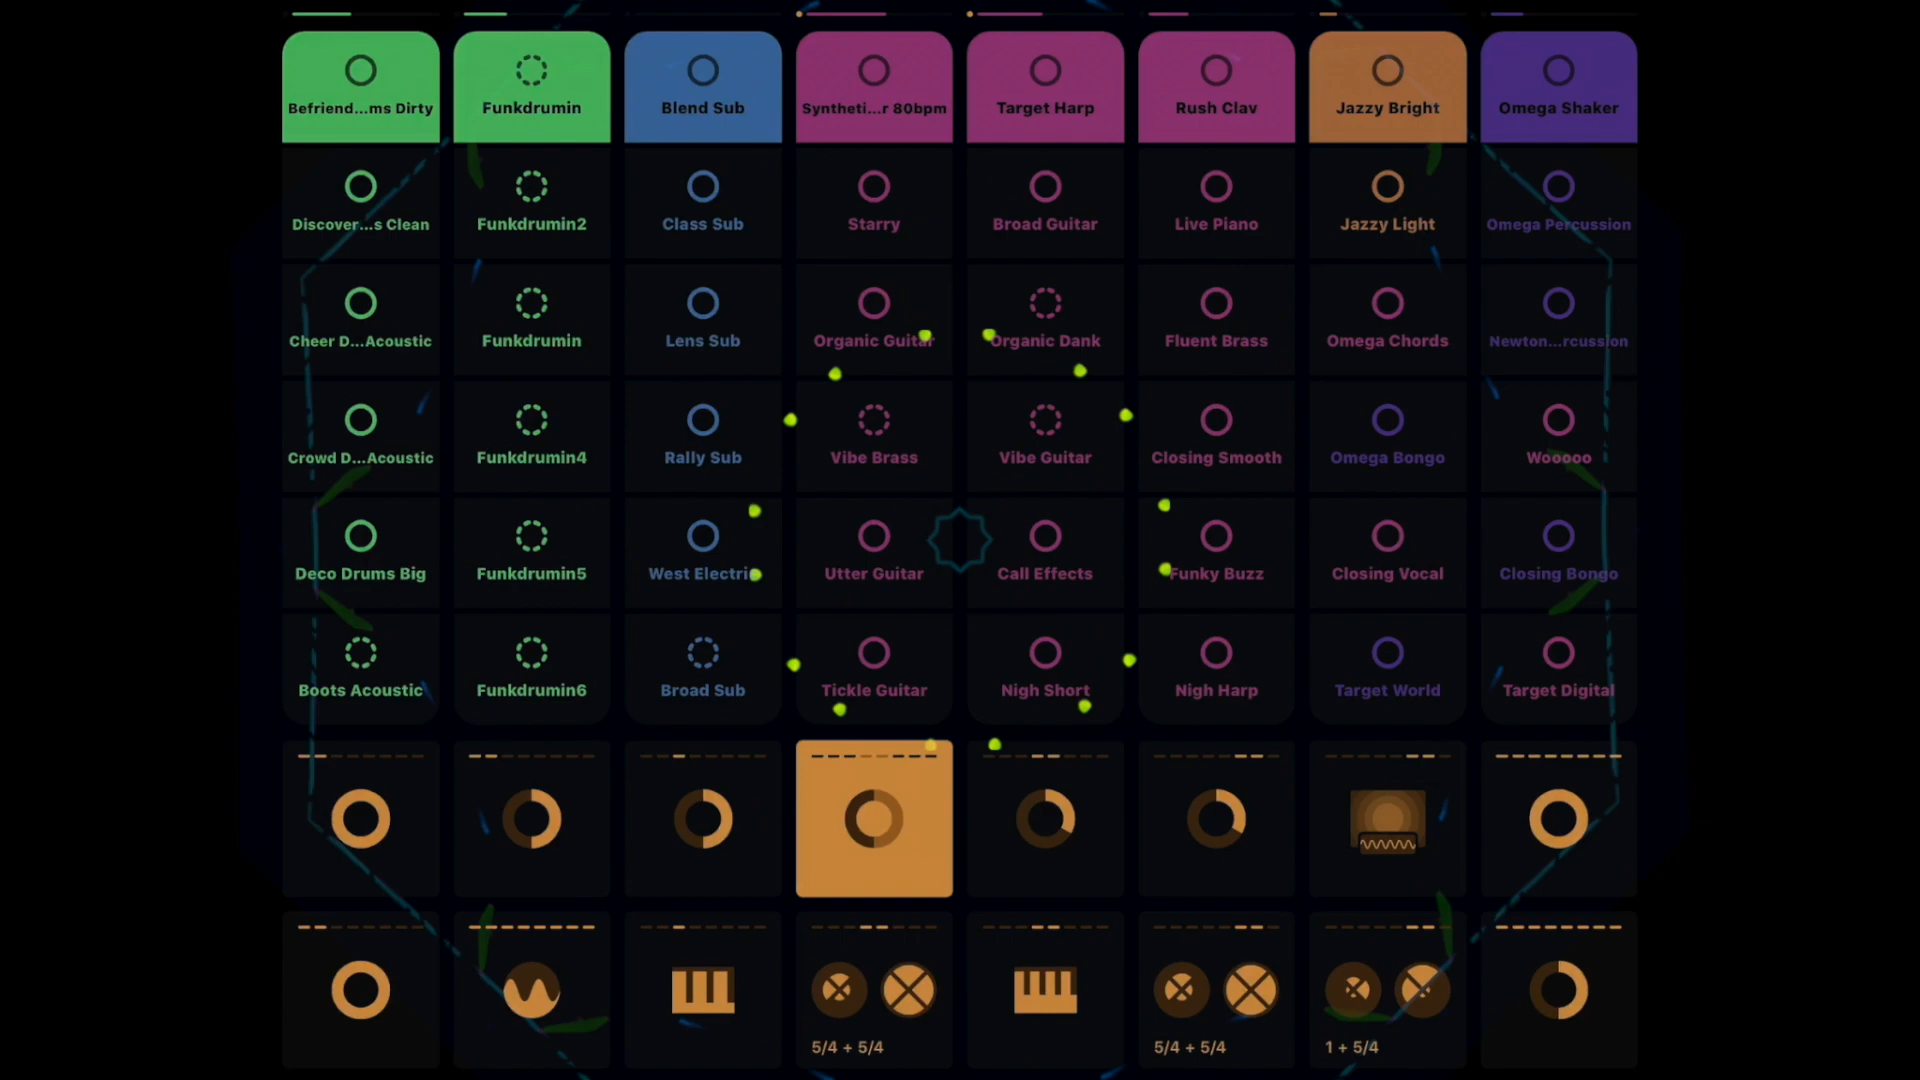 Befriend...ms Dirty
Funkdrumin
Blend Sub
Syntheti...r 80bpm
Target Harp
Rush Clav
Jazzy Bright
Omega Shaker
Discover...s Clean
Funkdrumin2
Class Sub
Starry
Broad Guitar
Live Piano
Jazzy Light
Omega Percussion
Cheer D...Acoustic
Funkdrumin
Lens Sub
Organic Guitar
Organic Dank
Fluent Brass
Omega Chords
Newton...rcussion
Crowd D...Acoustic
Funkdrumin4
Rally Sub
Vibe Brass
Vibe Guitar
Closing Smooth
Omega Bongo
Wooooo
Deco Drums Big
Funkdrumin5
West Electric
Utter Guitar
Call Effects
Funky Buzz
Closing Vocal
Closing Bongo
Boots Acoustic
Funkdrumin6
Broad Sub
Tickle Guitar
Nigh Short
Nigh Harp
Target World
Target Digital
5/4 + 5/4
5/4 + 5/4
1 + 5/4